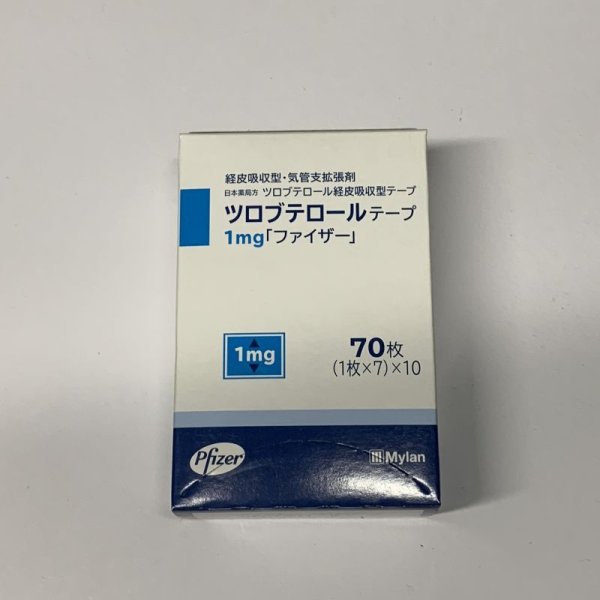 経皮吸収型・気管支拡張剤
日本薬局方 ツロブテロール経皮吸収型テープ
ツロブテロールテープ
1mg「ファイザー」
1mg
70枚
(1枚×7)×10
Pfizer
Mylan